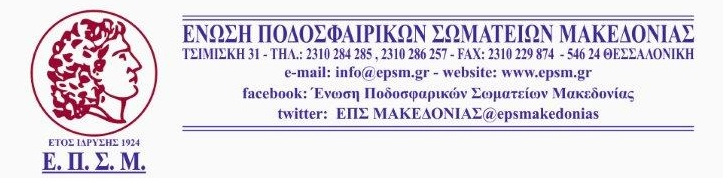 ΕΝΩΣΗ ΠΟΔΟΣΦΑΙΡΙΚΩΝ ΣΩΜΑΤΕΙΩΝ ΜΑΚΕΔΟΝΙΑΣ
ΤΣΙΜΙΣΚΗ 31 - ΤΗΛ.: 2310 284 285 , 2310 286 257 - FAX: 2310 229 874 - 546 24 ΘΕΣΣΑΛΟΝΙΚΗ
e-mail: info@epsm.gr - website: www.epsm.gr
facebook: Ένωση Ποδοσφαρικών Σωματείων Μακεδονίας
twitter: ΕΠΣ ΜΑΚΕΔΟΝΙΑΣ@epsmakedonias
ΕΤΟΣ ΙΔΡΥΣΗΣ 1924
Ε. Π. Σ. Μ.